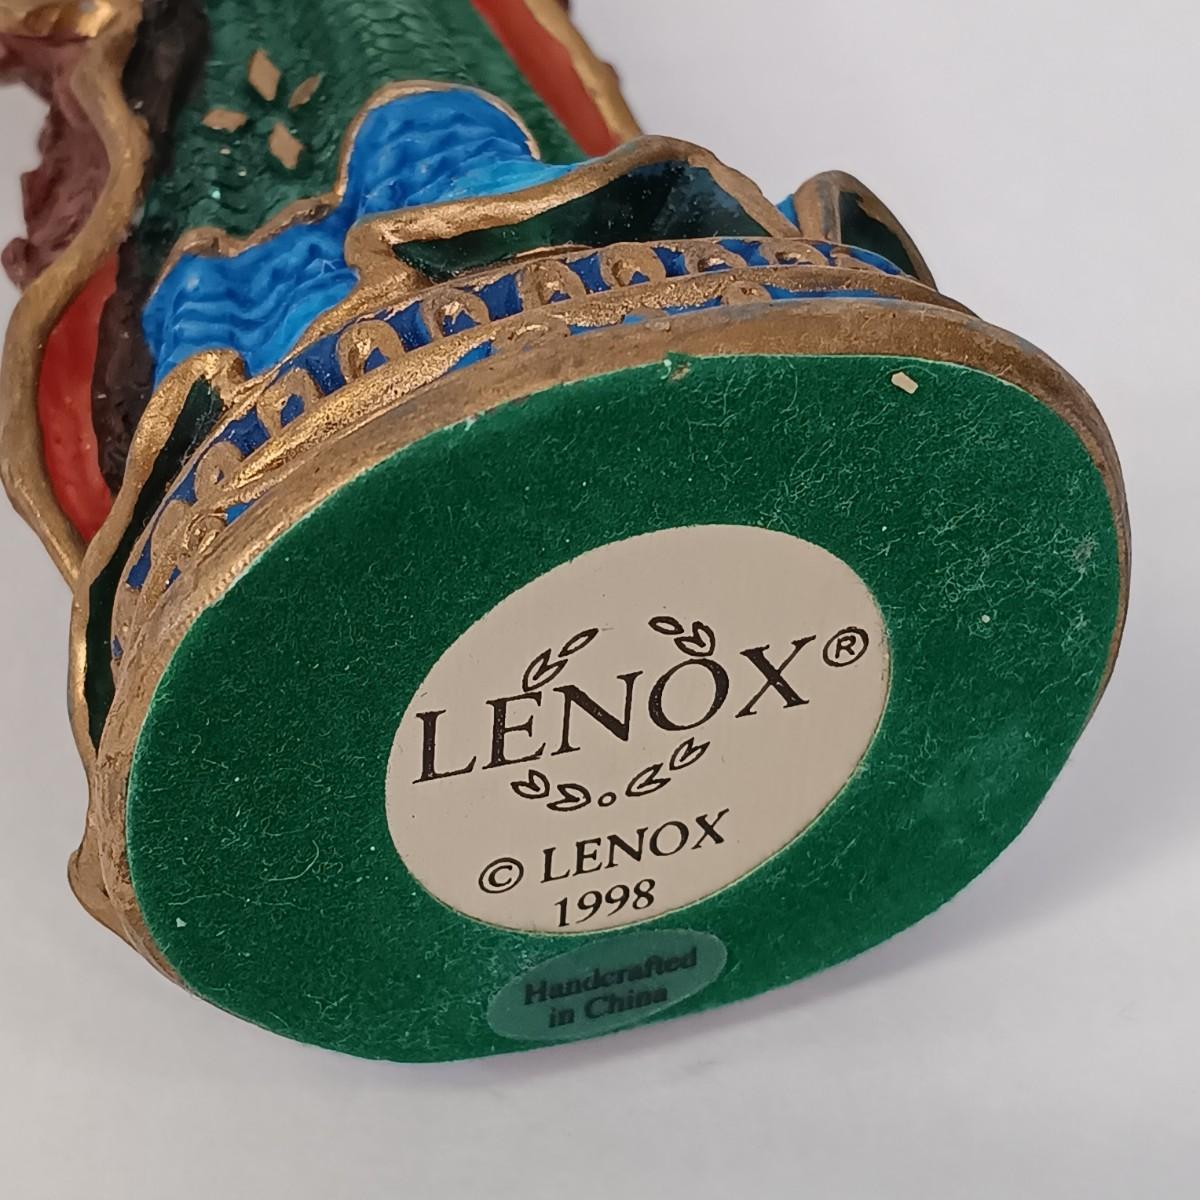 LENOX®
© LENOX
1998
Handcrafted
in China